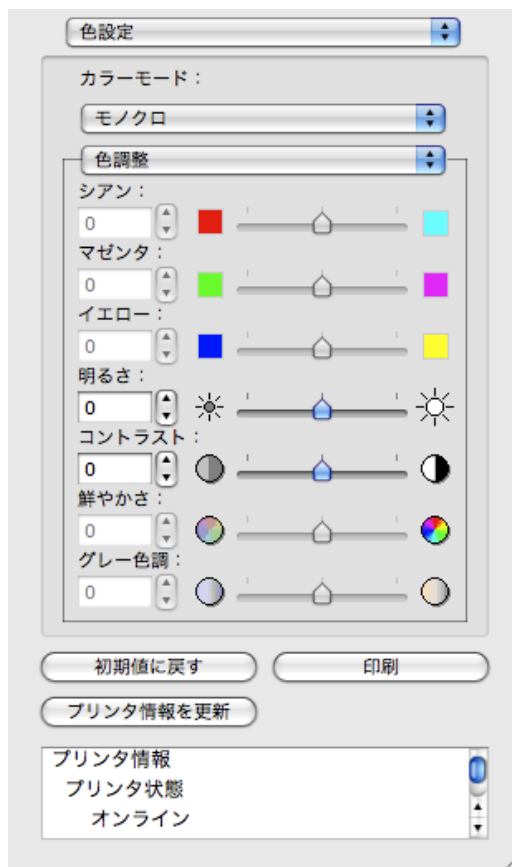 色設定
カラーモード：
モノクロ
色調整
シアン：
0
マゼンタ：
0
イエロー：
0
明るさ：
0
コントラスト：
0
鮮やかさ：
0
グレー色調：
0
初期値に戻す
印刷
プリンタ情報を更新
プリンタ情報
プリンタ状態
オンライン